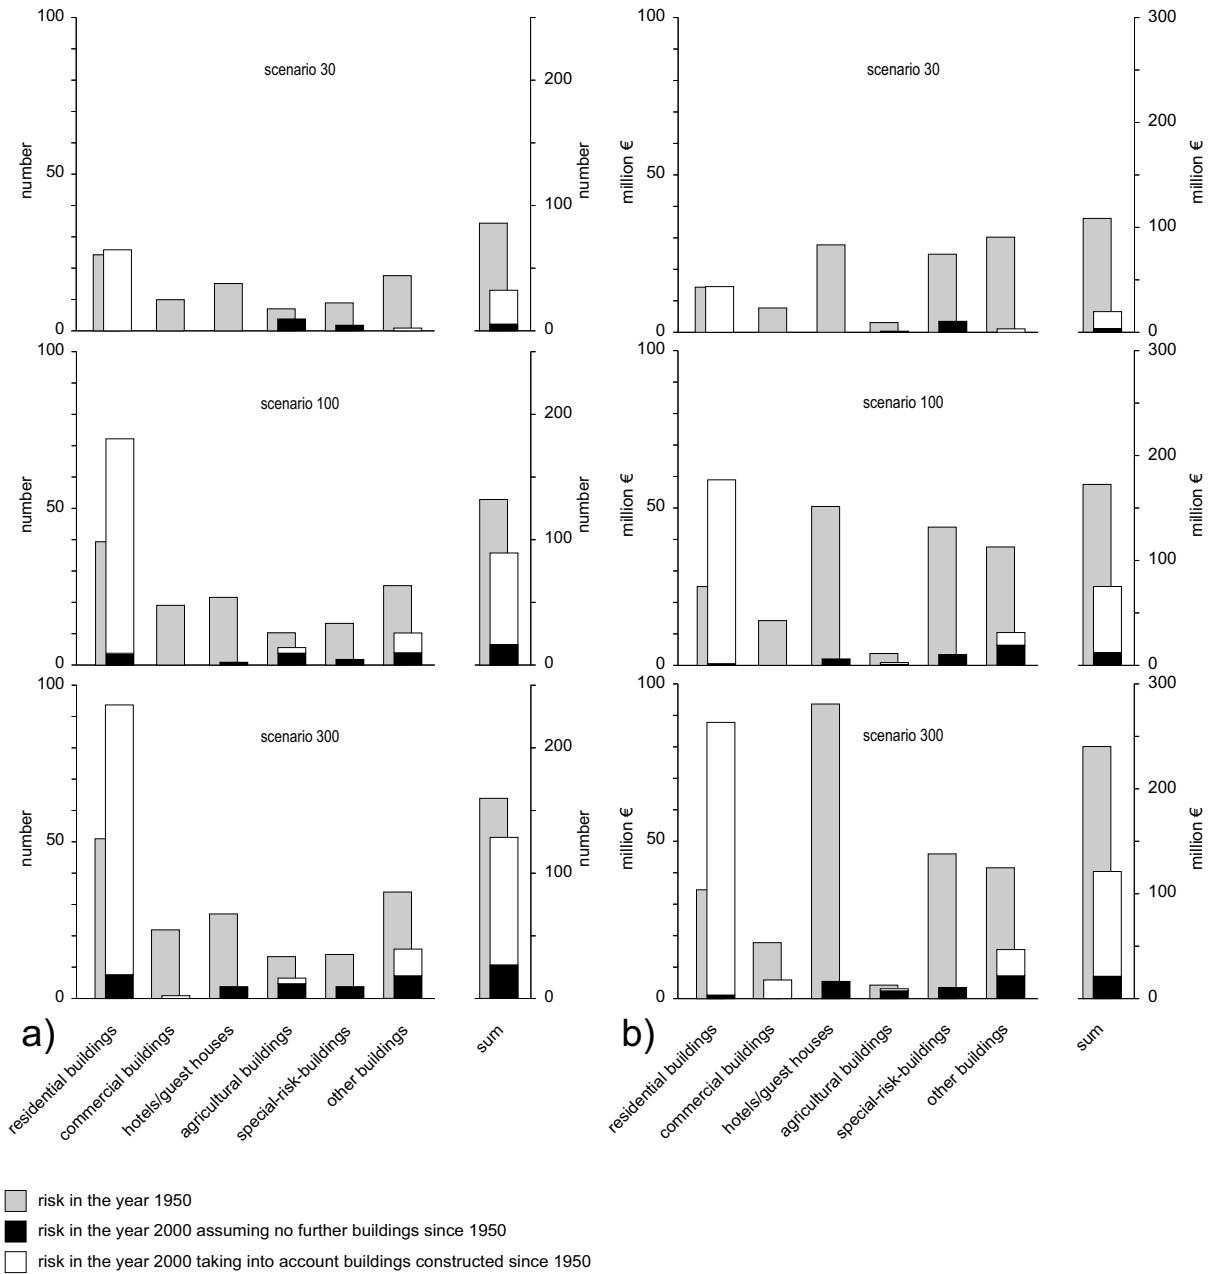 100
50
0
number
scenario 30
200
100
0
number
100
50
0
million €
scenario 30
300
200
100
0
million €
100
50
0
number
scenario 100
200
100
0
number
100
50
0
million €
scenario 100
300
200
100
0
million €
100
50
0
number
scenario 300
200
100
0
number
100
50
0
million €
scenario 300
300
200
100
0
million €
a)
residential buildings
commercial buildings
hotels/guest houses
agricultural buildings
special-risk-buildings
other buildings
sum
b)
residential buildings
commercial buildings
hotels/guest houses
agricultural buildings
special-risk-buildings
other buildings
sum
risk in the year 1950
risk in the year 2000 assuming no further buildings since 1950
risk in the year 2000 taking into account buildings constructed since 1950